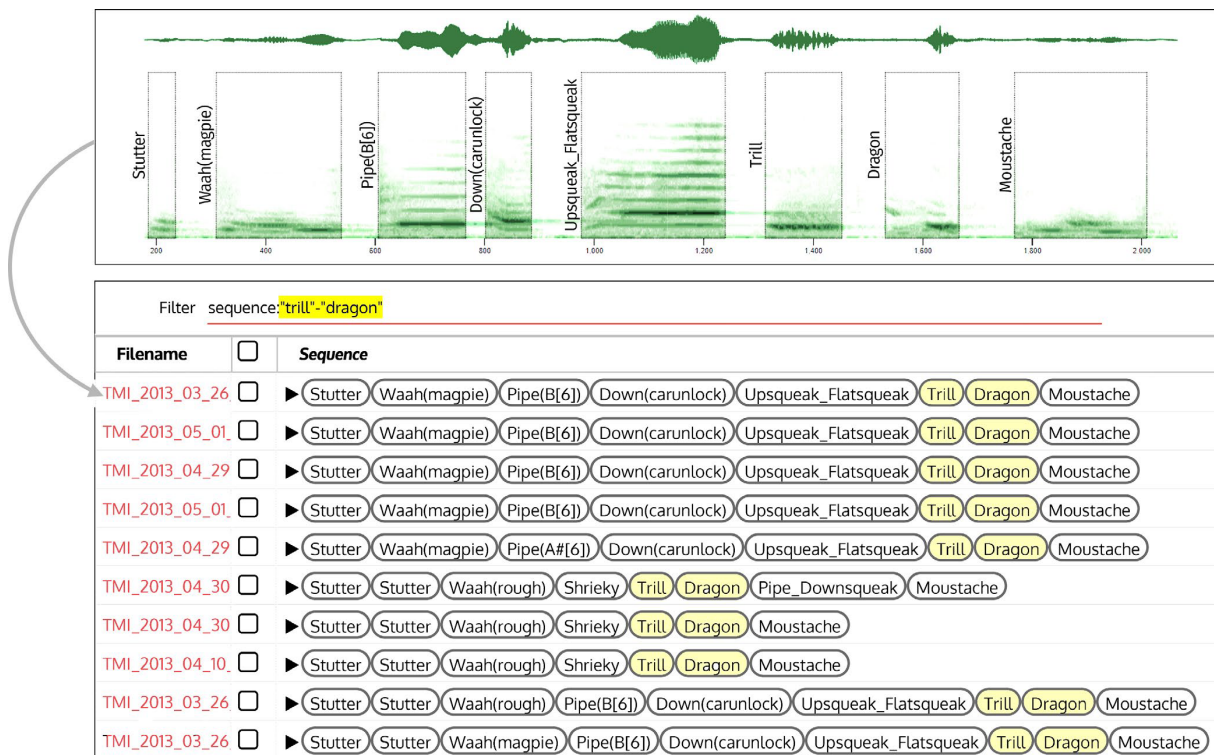 Stutter
Waah(magpie)
Pipe(B[6])
Down(carunlock)
Upsqueak_Flatsqueak
Trill
Dragon
Moustache
200 400 600 800 1.000 1.200 1.400 1.600 1.800 2 000
Filter sequence:"trill"-"dragon"
Filename Sequence
TMI_2013_03_26_ Stutter Waah(magpie) Pipe(B[6]) Down(carunlock) Upsqueak_Flatsqueak Trill Dragon Moustache
TMI_2013_05_01_ Stutter Waah(magpie) Pipe(B[6]) Down(carunlock) Upsqueak_Flatsqueak Trill Dragon Moustache
TMI_2013_04_29 Stutter Waah(magpie) Pipe(B[6]) Down(carunlock) Upsqueak_Flatsqueak Trill Dragon Moustache
TMI_2013_05_01_ Stutter Waah(magpie) Pipe(B[6]) Down(carunlock) Upsqueak_Flatsqueak Trill Dragon Moustache
TMI_2013_04_29 Stutter Waah(magpie) Pipe(A#[6]) Down(carunlock) Upsqueak_Flatsqueak Trill Dragon Moustache
TMI_2013_04_30 Stutter Stutter Waah(rough) Shrieky Trill Dragon Pipe_Downsqueak Moustache
TMI_2013_04_30 Stutter Stutter Waah(rough) Shrieky Trill Dragon Moustache
TMI_2013_04_10_ Stutter Stutter Waah(rough) Shrieky Trill Dragon Moustache
TMI_2013_03_26_ Stutter Stutter Waah(rough) Pipe(B[6]) Down(carunlock) Upsqueak_Flatsqueak Trill Dragon Moustache
TMI_2013_03_26 Stutter Stutter Waah(magpie) Pipe(B[6]) Down(carunlock) Upsqueak_Flatsqueak Trill Dragon Moustache